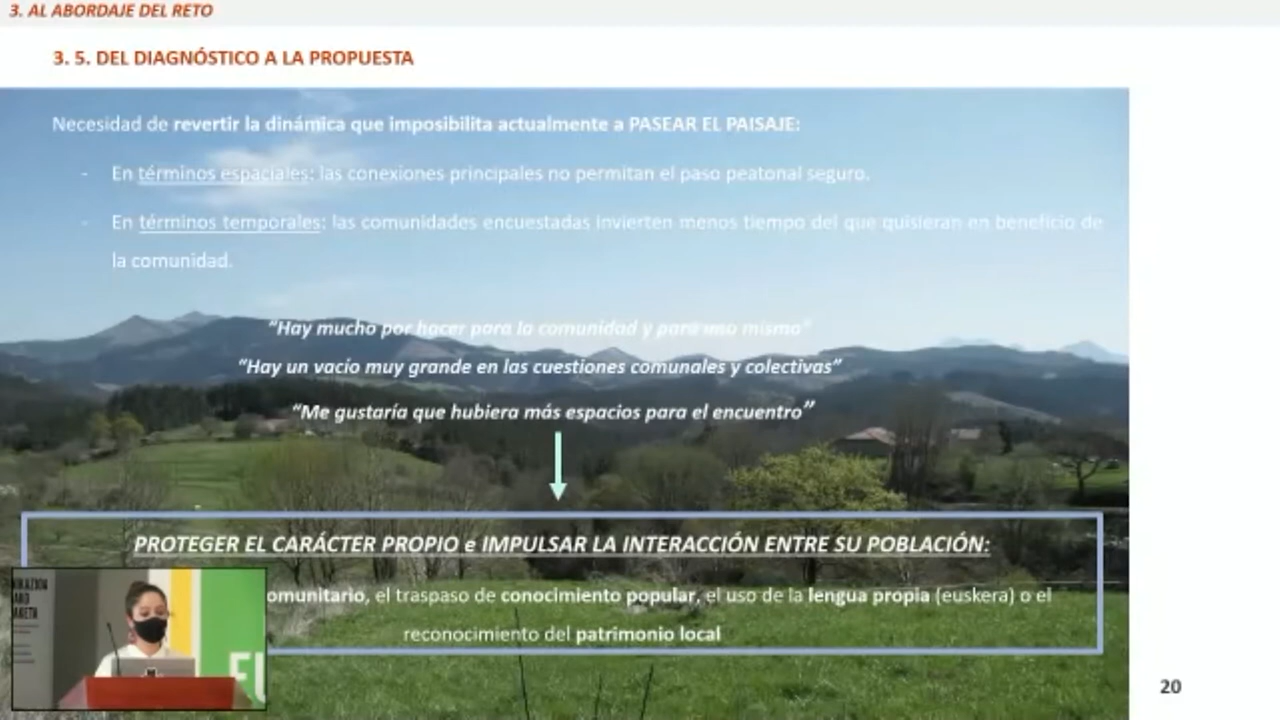 3. AL ABORDAJE DEL RETO
3. 5. DEL DIAGNÓSTICO A LA PROPUESTA
Necesidad de revertir la dinámica que imposibilita actualmente a PASEAR EL PAISAJE:
- En términos espaciales: las conexiones principales no permitan el paso peatonal seguro.
- En términos temporales: las comunidades encuestadas invierten menos tiempo del que quisieran en beneficio de
la comunidad.
“Hay mucho por hacer para la comunidad y para uno mismo”
“Hay un vacío muy grande en las cuestiones comunales y colectivas”
“Me gustaría que hubiera más espacios para el encuentro”
PROTEGER EL CARÁCTER PROPIO e IMPULSAR LA INTERACCIÓN ENTRE SU POBLACIÓN:
omunitario, el traspaso de conocimiento popular, el uso de la lengua propia (euskera) o el
reconocimiento del patrimonio local
20